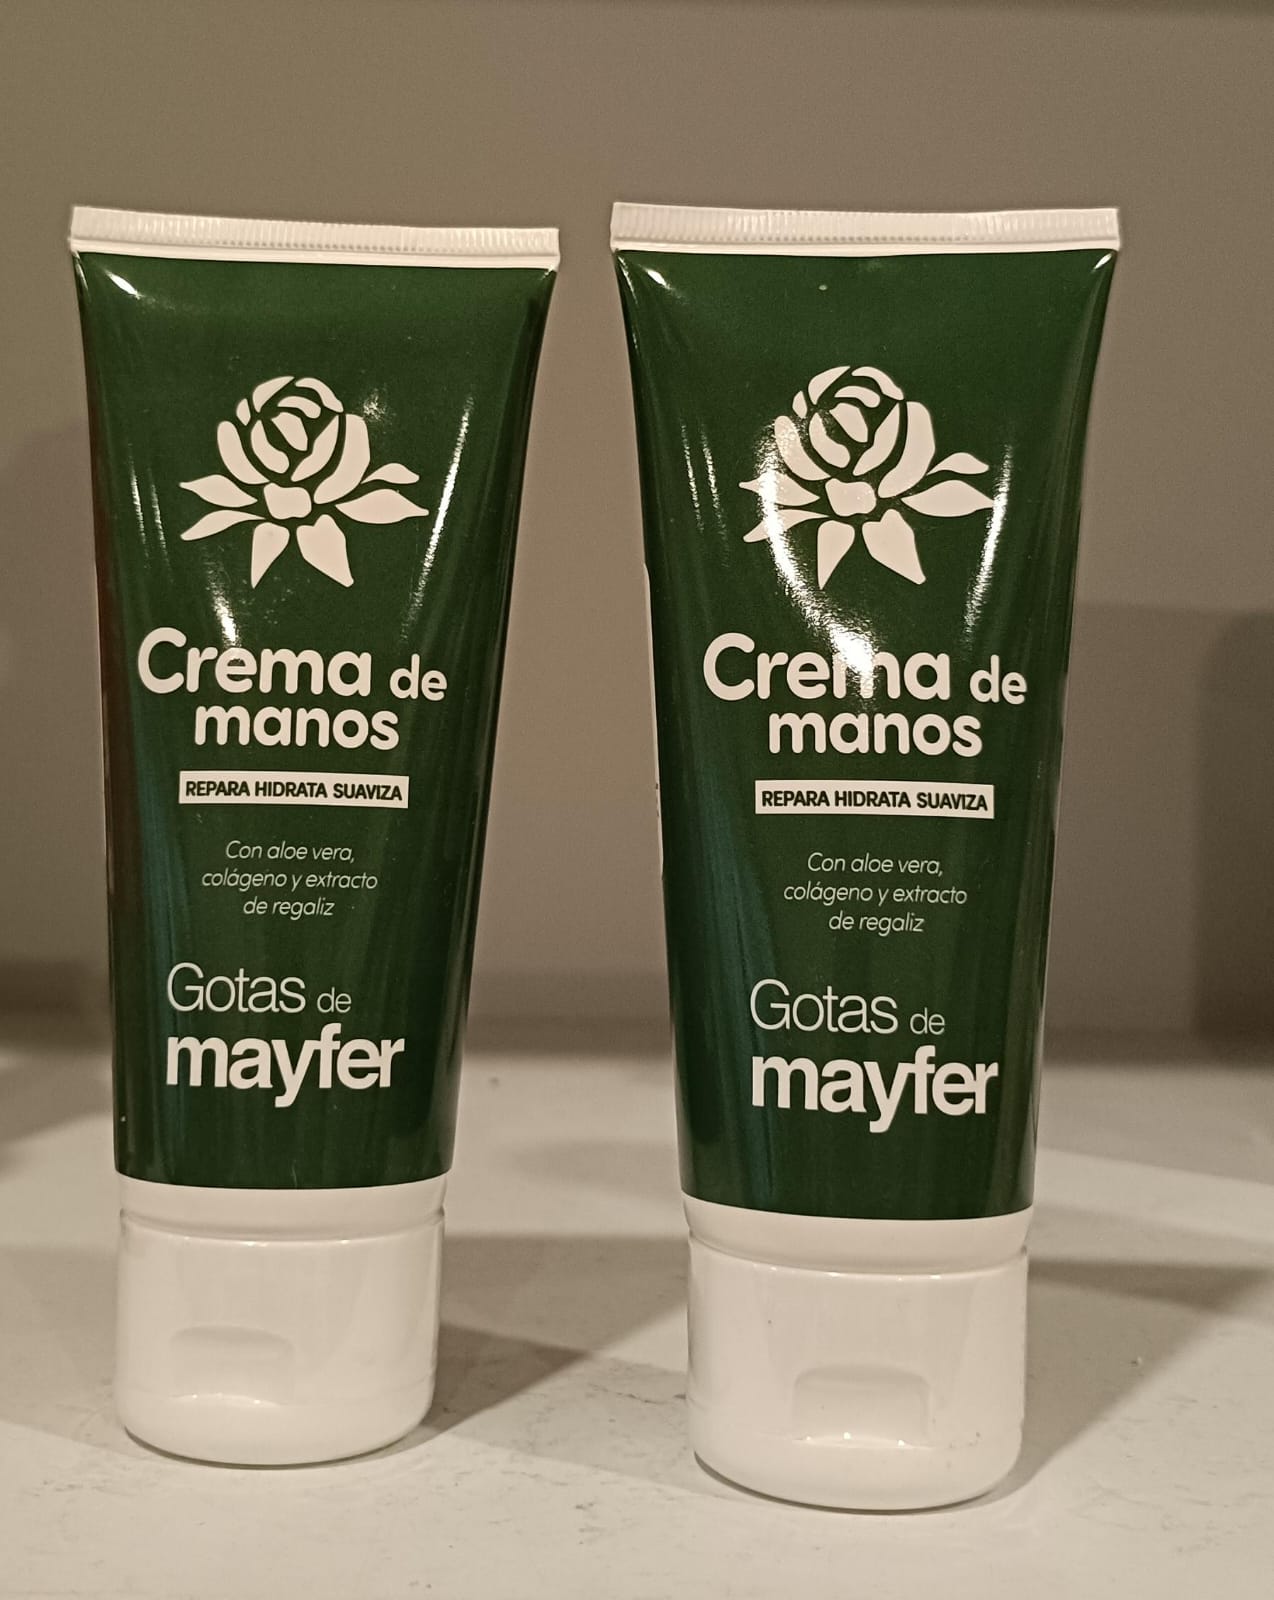 Crema de
manos
REPARA HIDRATA SUAVIZA
Con aloe vera,
colágeno y extracto
de regaliz
Gotas de
mayfer
Crema de
manos
REPARA HIDRATA SUAVIZA
Con aloe vera,
colágeno y extracto
de regaliz
Gotas de
mayfer